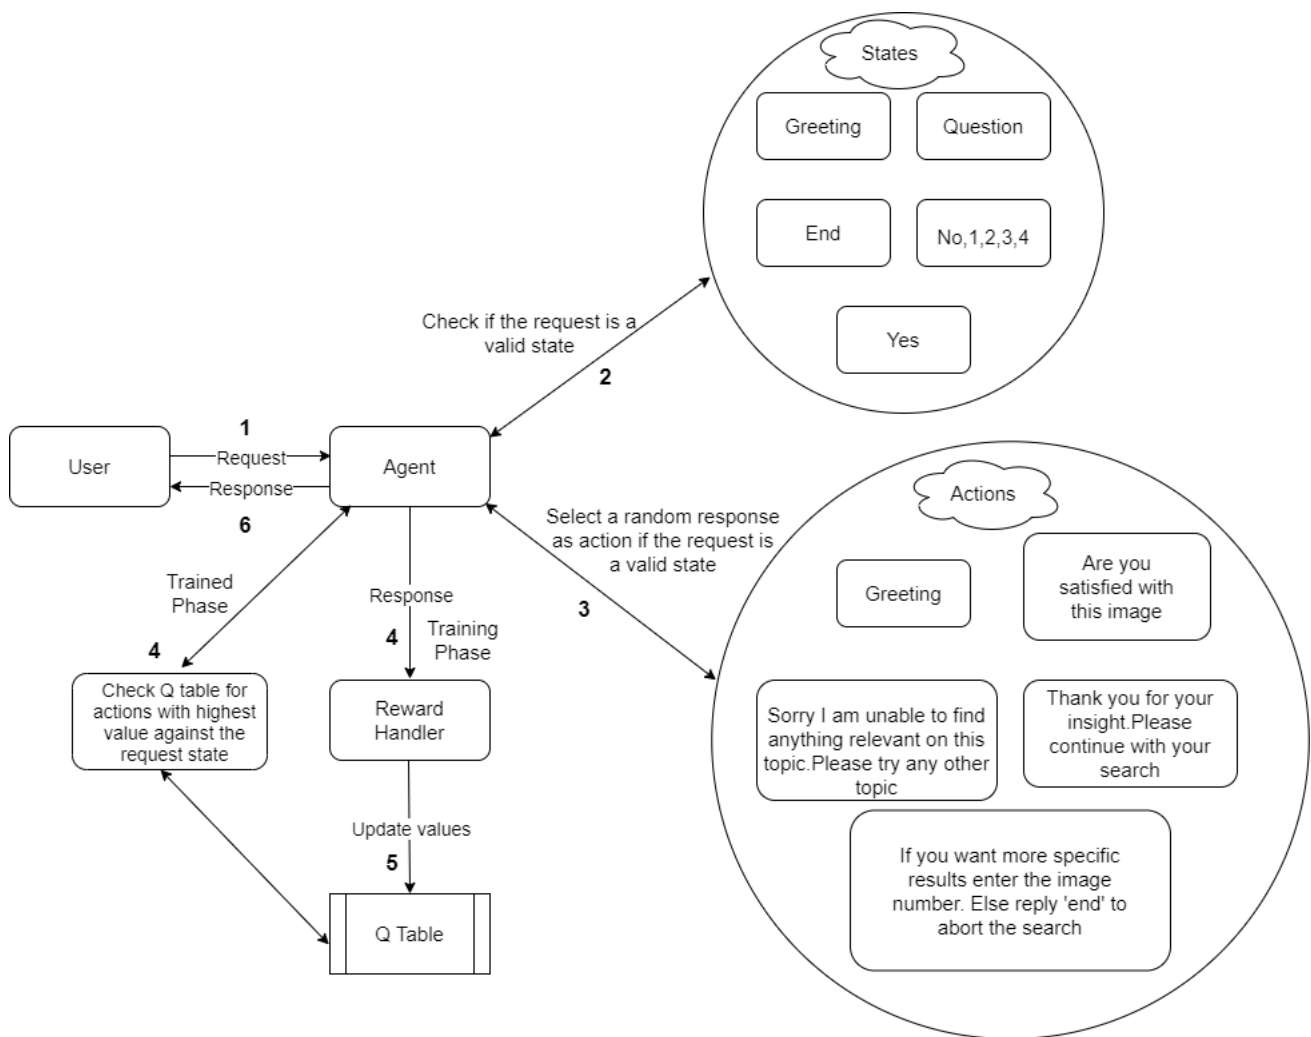 States
Greeting
Question
End
No,1,2,3,4
Yes
Check if the request is a
valid state
2
1
User
Request
Agent
Response
6
Actions
Select a random response
as action if the request is
a valid state
3
Greeting
Are you
satisfied with
this image
Trained
Phase
4
Response
4
Training
Phase
Check Q table for
actions with highest
value against the
request state
Reward
Handler
Sorry I am unable to find
anything relevant on this
topic.Please try any other
topic
Thank you for your
insight.Please
continue with your
search
Update values
5
If you want more specific
results enter the image
number. Else reply 'end' to
abort the search
Q Table